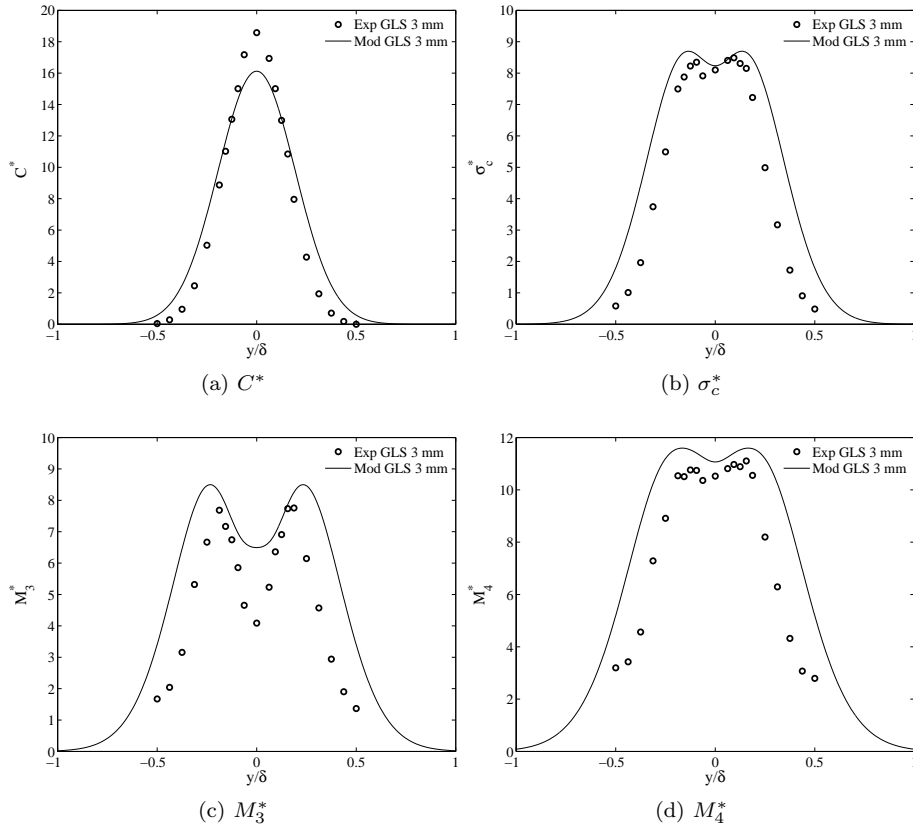 20
18
16
14
12
10
8
6
4
2
0
C*
−1 −0.5 0 0.5 1
y/δ
Exp GLS 3 mm
Mod GLS 3 mm
(a) C*
10
9
8
7
6
5
4
3
2
1
0
σ*c
−1 −0.5 0 0.5 1
y/δ
Exp GLS 3 mm
Mod GLS 3 mm
(b) σ*c
10
9
8
7
6
5
4
3
2
1
0
M*3
−1 −0.5 0 0.5 1
y/δ
Exp GLS 3 mm
Mod GLS 3 mm
(c) M*3
12
10
8
6
4
2
0
M*4
−1 −0.5 0 0.5 1
y/δ
Exp GLS 3 mm
Mod GLS 3 mm
(d) M*4